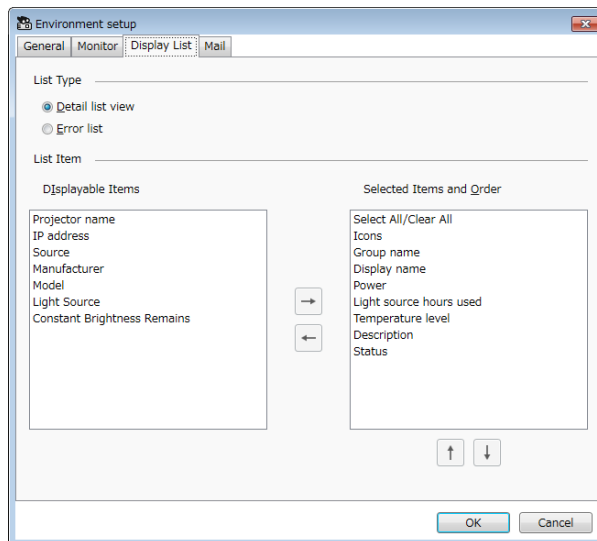 Environment setup
General Monitor Display List Mail
List Type
Detail list view
Error list
List Item
DIsplayable Items
Selected Items and Order
Projector name
IP address
Source
Manufacturer
Model
Light Source
Constant Brightness Remains
Select All/Clear All
Icons
Group name
Display name
Power
Light source hours used
Temperature level
Description
Status
OK Cancel